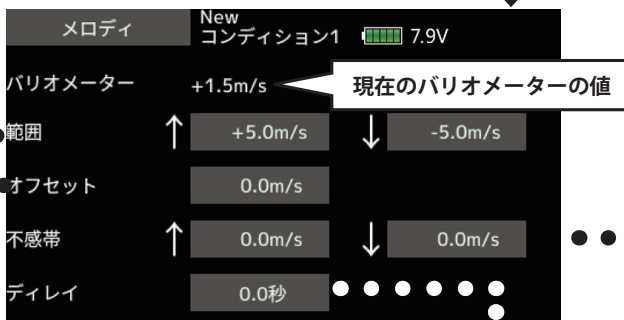 メロディ
New
コンディション1
7.9V
バリオメーター
+1.5m/s
現在のバリオメーターの値
範囲
↑
+5.0m/s
↓
-5.0m/s
オフセット
0.0m/s
不感帯
↑
0.0m/s
↓
0.0m/s
ディレイ
0.0秒